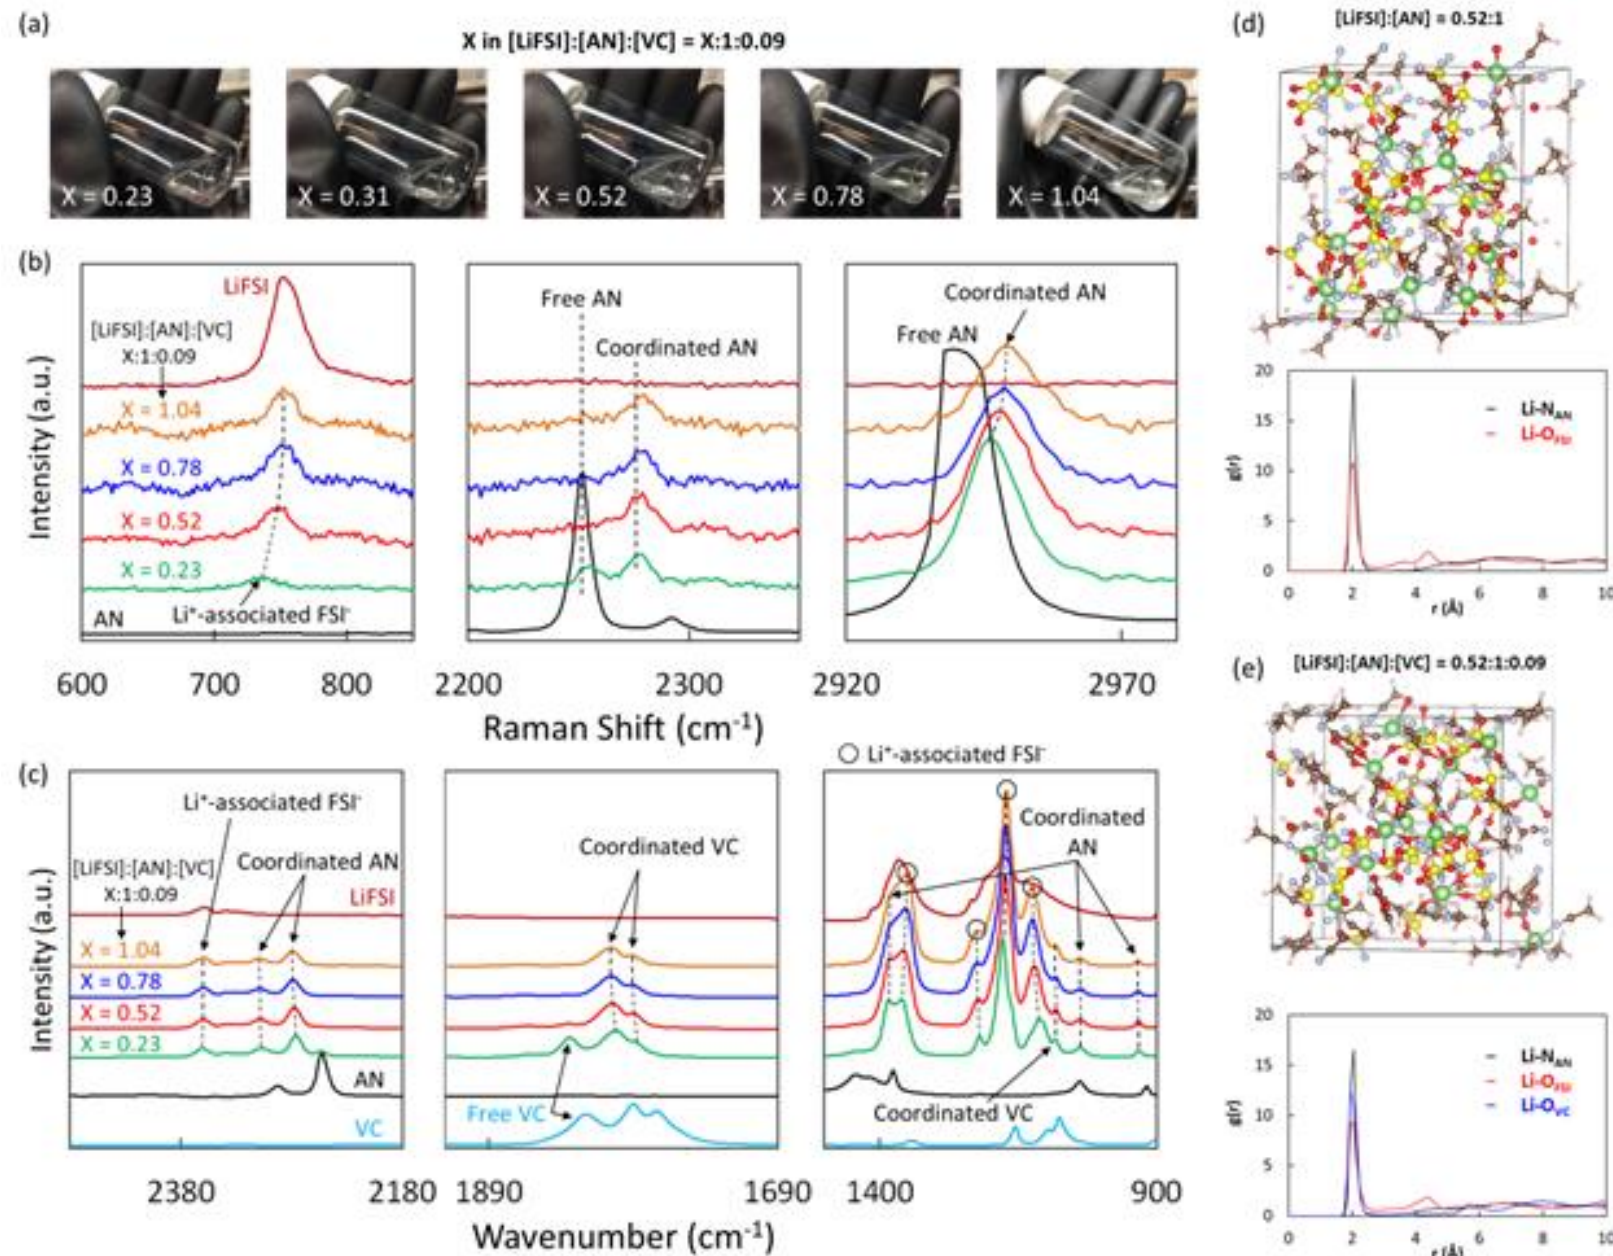 (a)
X in [LiFSI]:[AN]:[VC] = X:1:0.09
X = 0.23
X = 0.31
X = 0.52
X = 0.78
X = 1.04
(b)
Intensity (a.u.)
LiFSI
[LiFSI]:[AN]:[VC]
X:1:0.09
X = 1.04
X = 0.78
X = 0.52
X = 0.23
AN
Li⁺-associated FSI⁻
600
700
800
Free AN
Coordinated AN
2200
2300
Coordinated AN
Free AN
2920
2970
Raman Shift (cm⁻¹)
(c)
Intensity (a.u.)
Li⁺-associated FSI⁻
[LiFSI]:[AN]:[VC]
X:1:0.09
Coordinated AN
LiFSI
X = 1.04
X = 0.78
X = 0.52
X = 0.23
AN
VC
2380
2180
Coordinated VC
Free VC
1890
1690
Li⁺-associated FSI⁻
Coordinated
AN
Coordinated VC
1400
900
Wavenumber (cm⁻¹)
(d)
[LiFSI]:[AN] = 0.52:1
20
15
10
5
0
g(r)
Li-N_AN
Li-O_FSI
0
2
4
6
8
10
r (Å)
(e)
[LiFSI]:[AN]:[VC] = 0.52:1:0.09
20
15
10
5
0
g(r)
Li-N_AN
Li-O_FSI
Li-O_VC
0
2
4
6
8
10
r (Å)